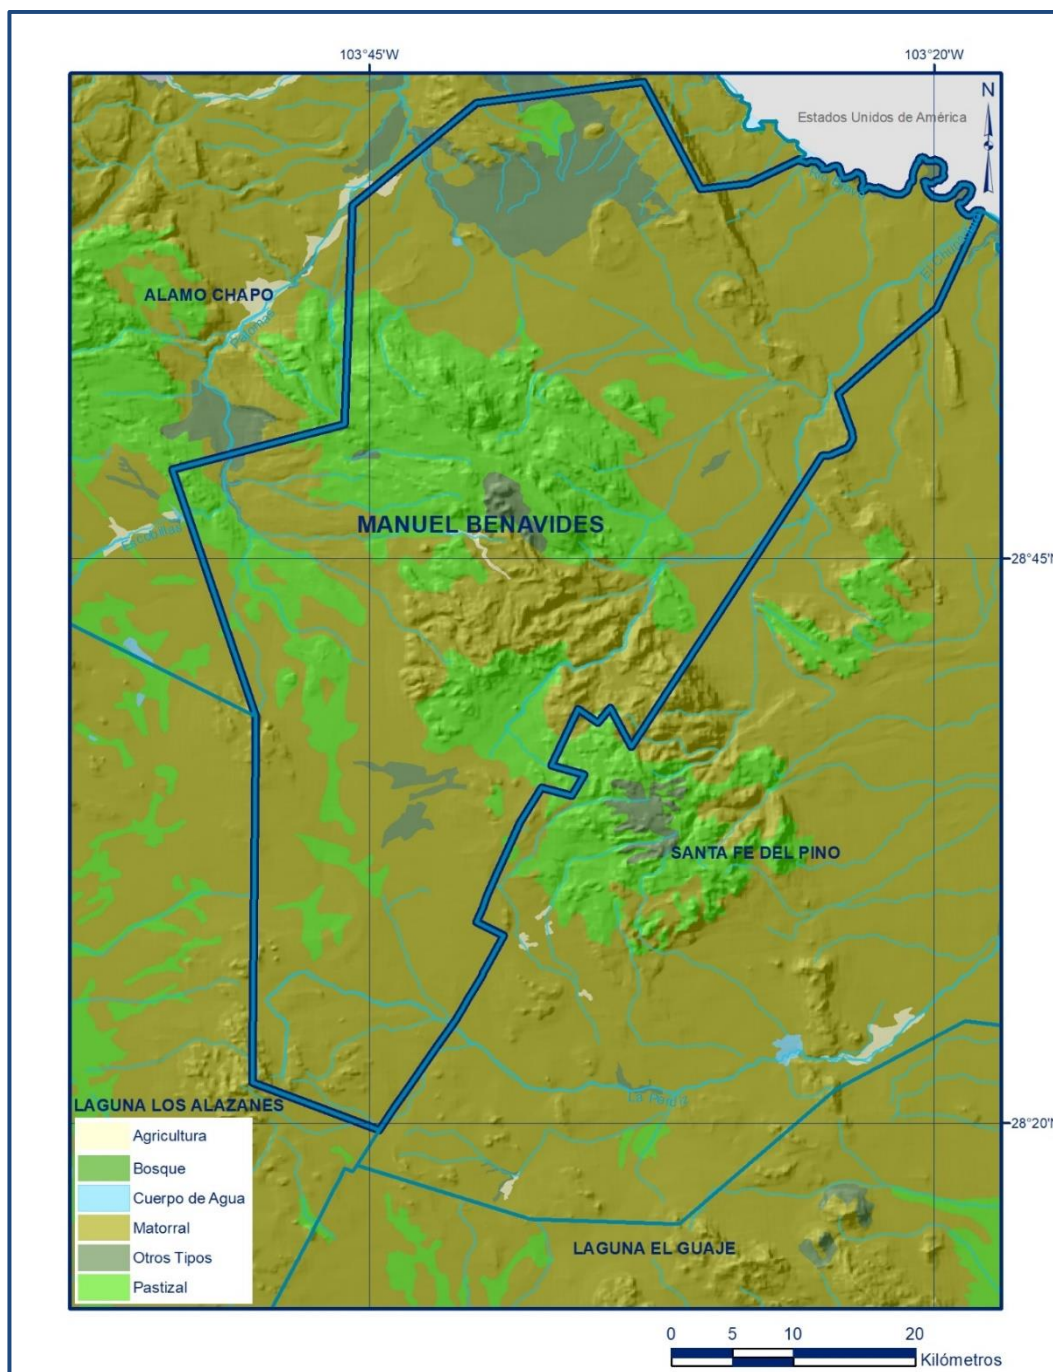 103°45'W
103°20'W
N
Estados Unidos de América
ALAMO CHAPO
Palomas
MANUEL BENAVIDES
28°45'N
SANTA FE DEL PINO
28°20'N
LAGUNA LOS ALAZANES
Agricultura
Bosque
Cuerpo de Agua
Matorral
Otros Tipos
Pastizal
LAGUNA EL GUAJE
0 5 10 20
Kilómetros